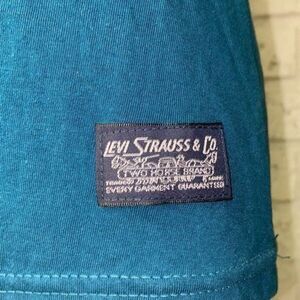 LEVI STRAUSS & CO.
TWO HORSE BRAND
EVERY GARMENT GUARANTEED